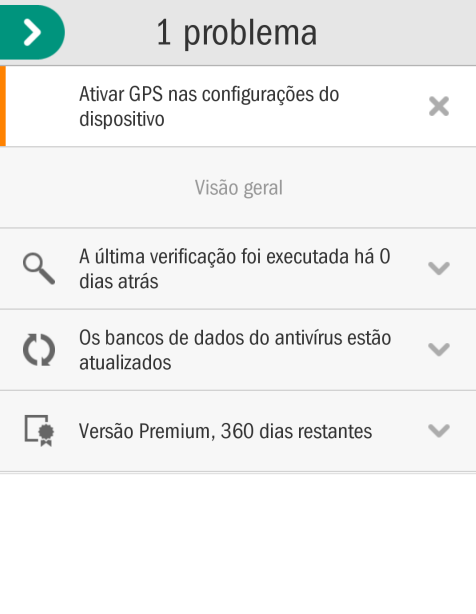 1 problema
Ativar GPS nas configurações do
dispositivo
Visão geral
A última verificação foi executada há 0
dias atrás
Os bancos de dados do antivírus estão
atualizados
Versão Premium, 360 dias restantes